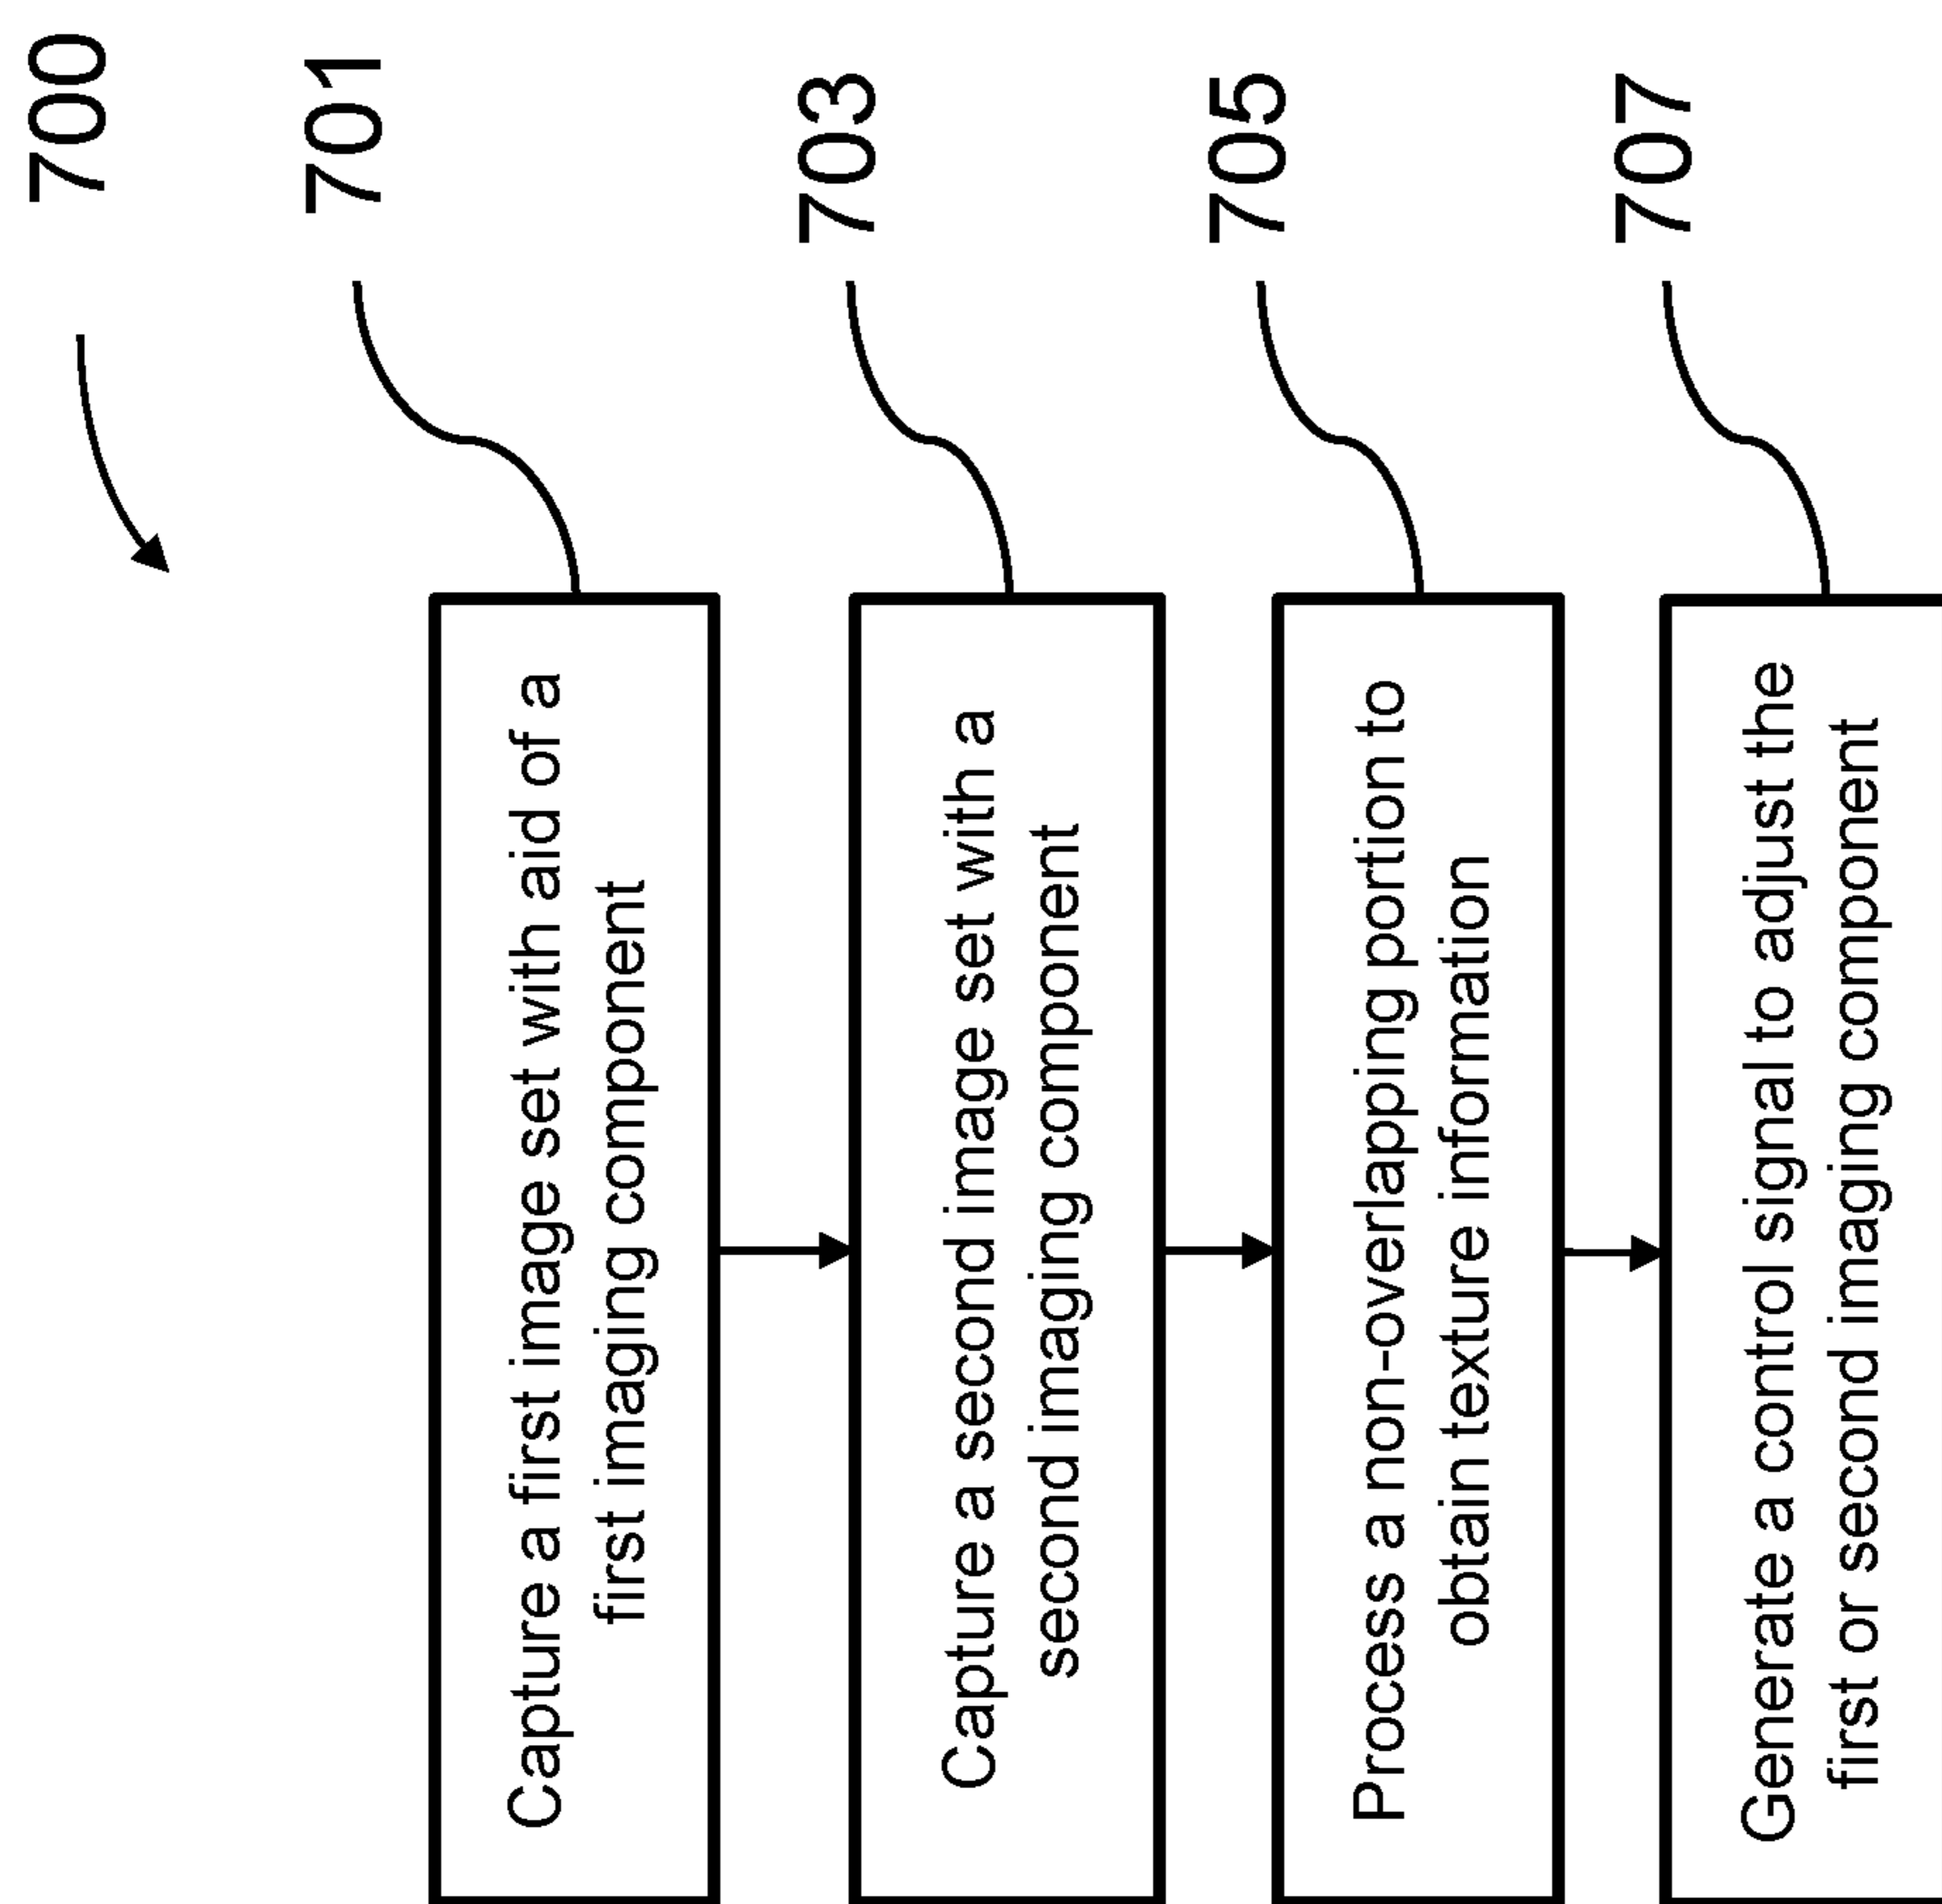 700
701
Capture a first image set with aid of a
first imaging component
703
Capture a second image set with a
second imaging component
705
Process a non-overlapping portion to
obtain texture information
707
Generate a control signal to adjust the
first or second imaging component